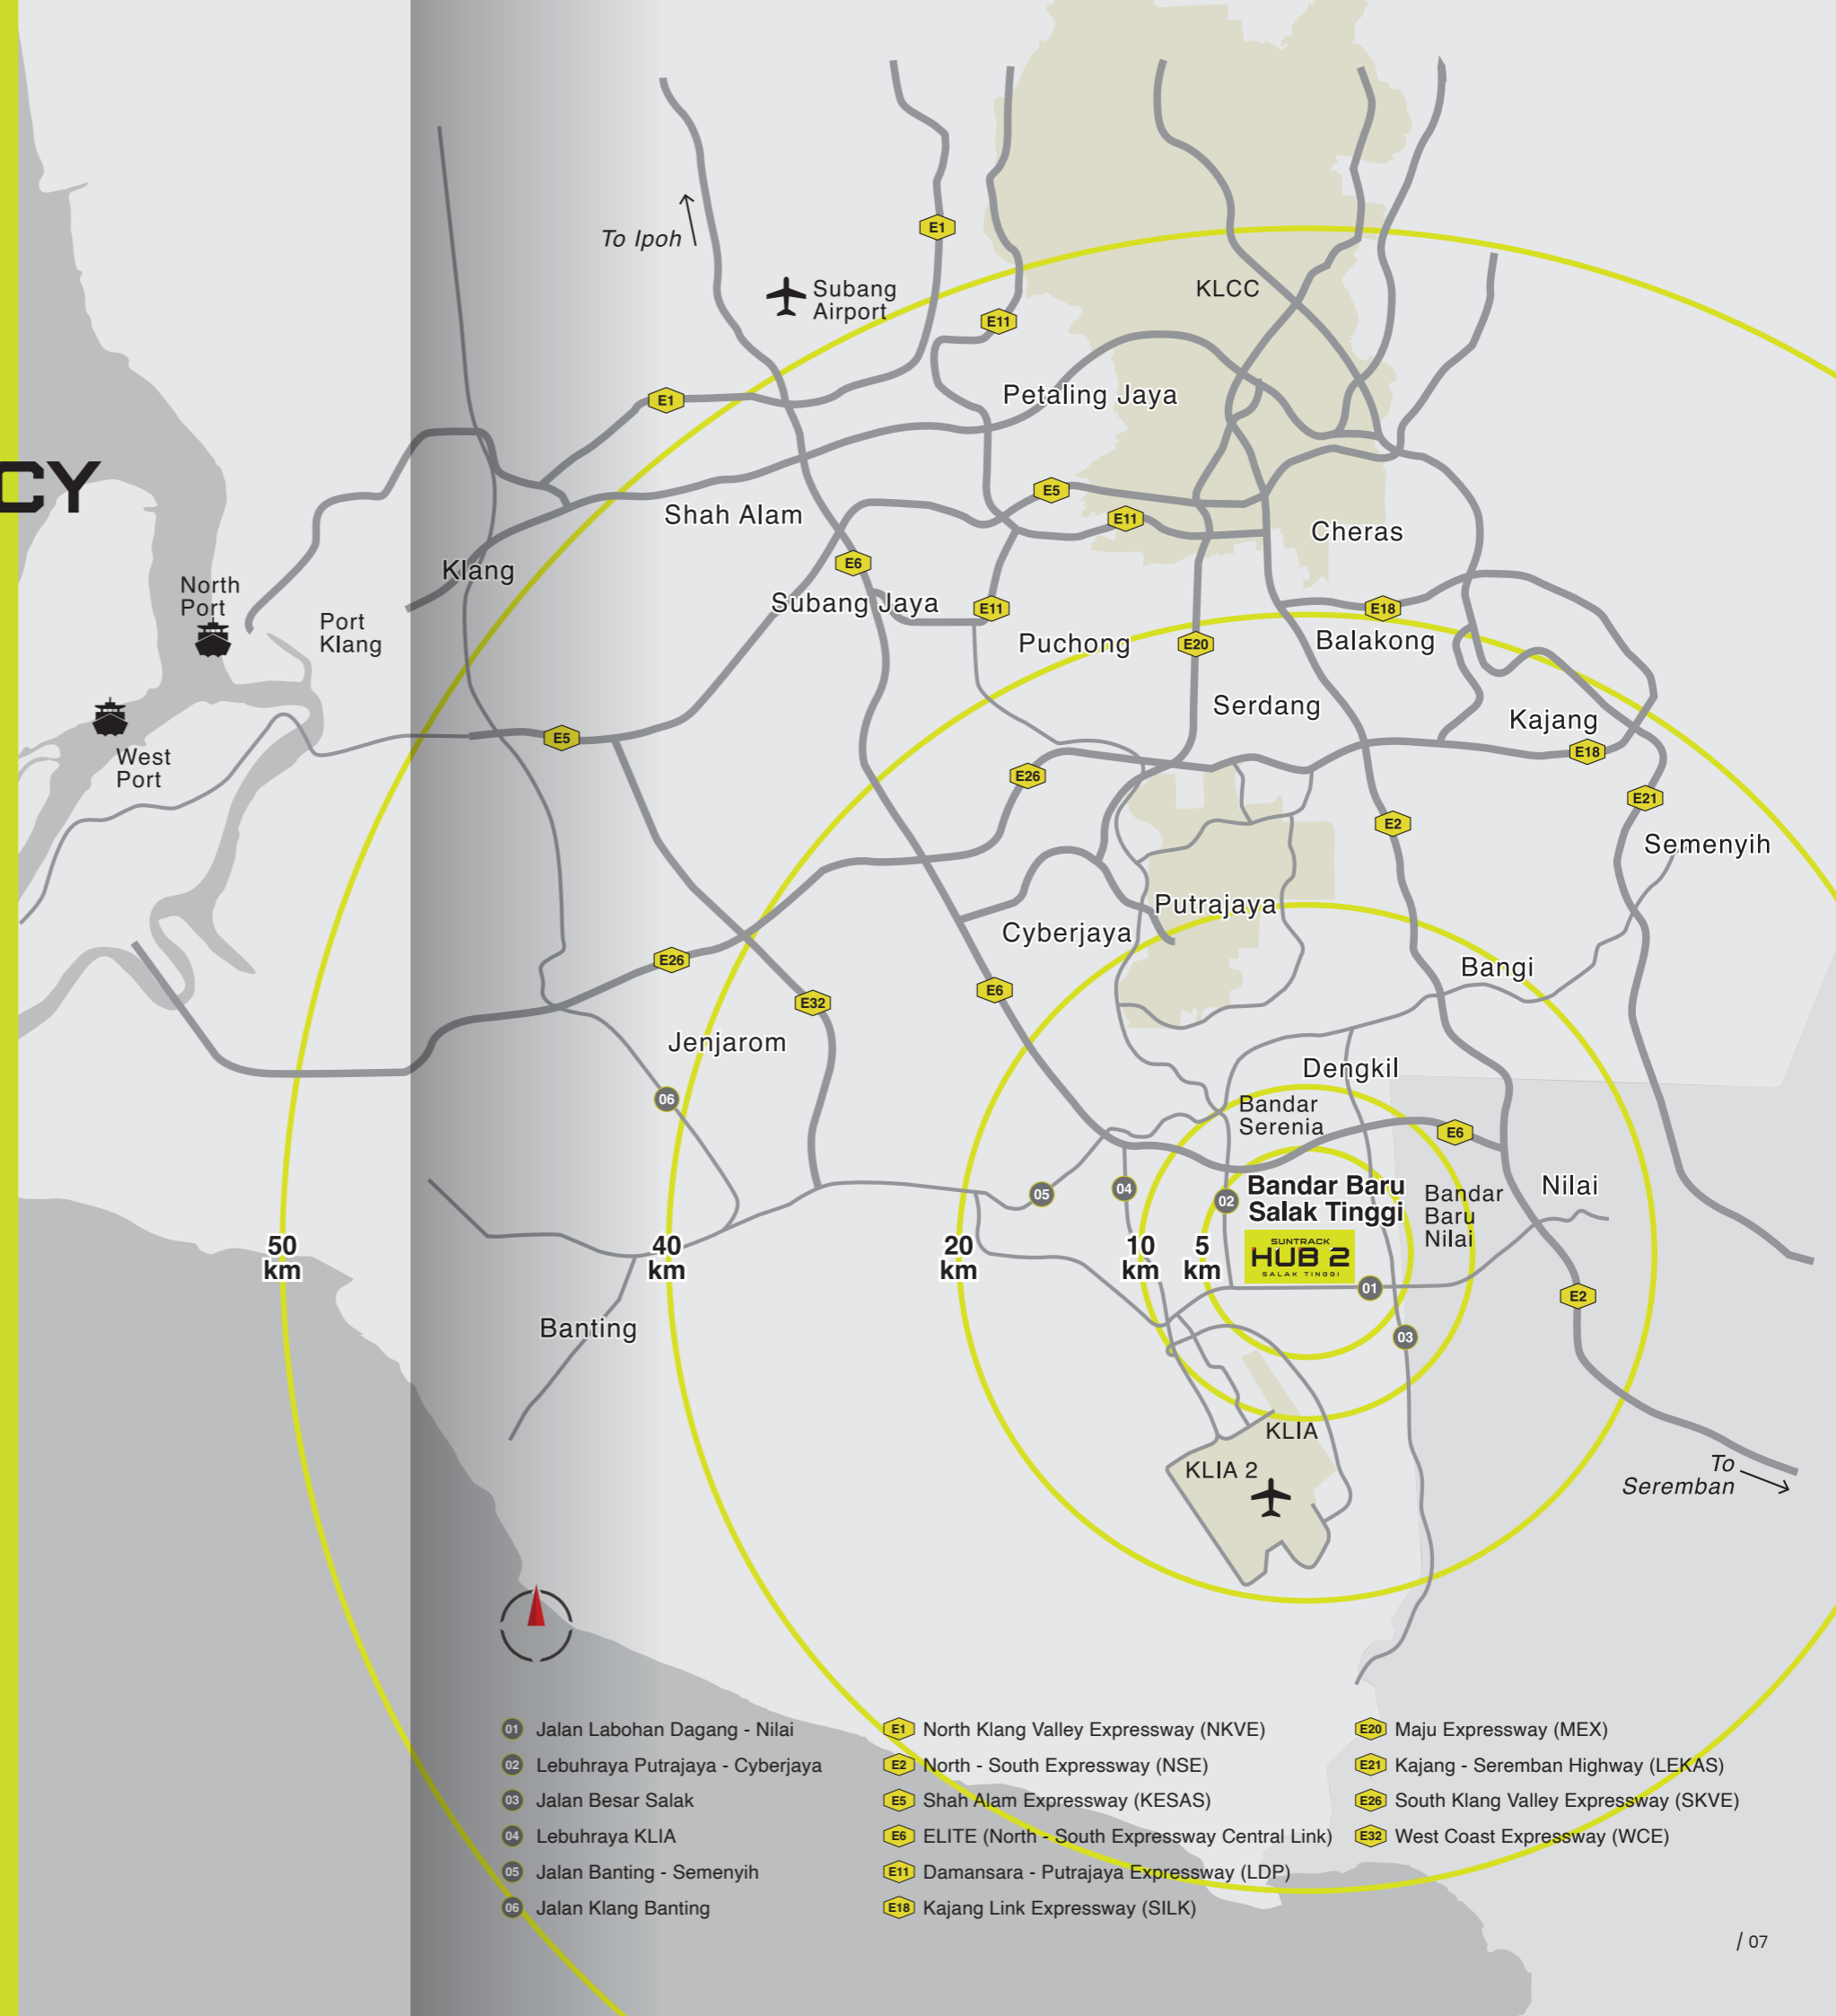 CY
To Ipoh
E1
Subang
Airport
KLCC
E11
E1
Petaling Jaya
E5
Shah Alam
E11
Cheras
E6
Klang
North
Port
Subang Jaya
E11
E18
Port
Klang
Puchong
E20
Balakong
Serdang
Kajang
E5
E18
West
Port
E26
E21
E2
Semenyih
Putrajaya
Cyberjaya
E26
Bangi
E6
E32
Jenjarom
Dengkil
06
Bandar
Serenia
E6
05
04
02
Bandar Baru
Salak Tinggi
Bandar
Baru
Nilai
Nilai
50
km
40
km
20
km
10
km
5
km
SUNTRACK
HUB 2
SALAK TINGGI
01
E2
03
Banting
KLIA
KLIA 2
To
Seremban
01 Jalan Labohan Dagang - Nilai
02 Lebuhraya Putrajaya - Cyberjaya
03 Jalan Besar Salak
04 Lebuhraya KLIA
05 Jalan Banting - Semenyih
06 Jalan Klang Banting
E1 North Klang Valley Expressway (NKVE)
E2 North - South Expressway (NSE)
E5 Shah Alam Expressway (KESAS)
E6 ELITE (North - South Expressway Central Link)
E11 Damansara - Putrajaya Expressway (LDP)
E18 Kajang Link Expressway (SILK)
E20 Maju Expressway (MEX)
E21 Kajang - Seremban Highway (LEKAS)
E26 South Klang Valley Expressway (SKVE)
E32 West Coast Expressway (WCE)
/ 07